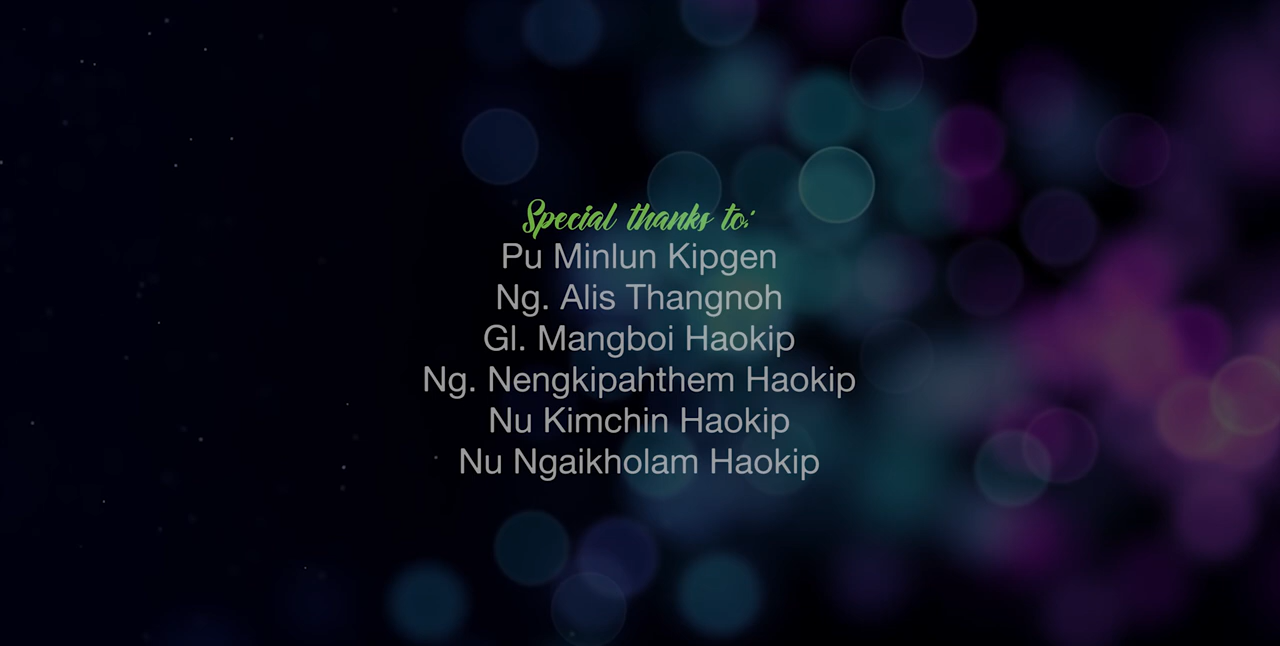 Special thanks to:
Pu Minlun Kipgen
Ng. Alis Thangnoh
Gl. Mangboi Haokip
Ng. Nengkipahthem Haokip
Nu Kimchin Haokip
Nu Ngaikholam Haokip